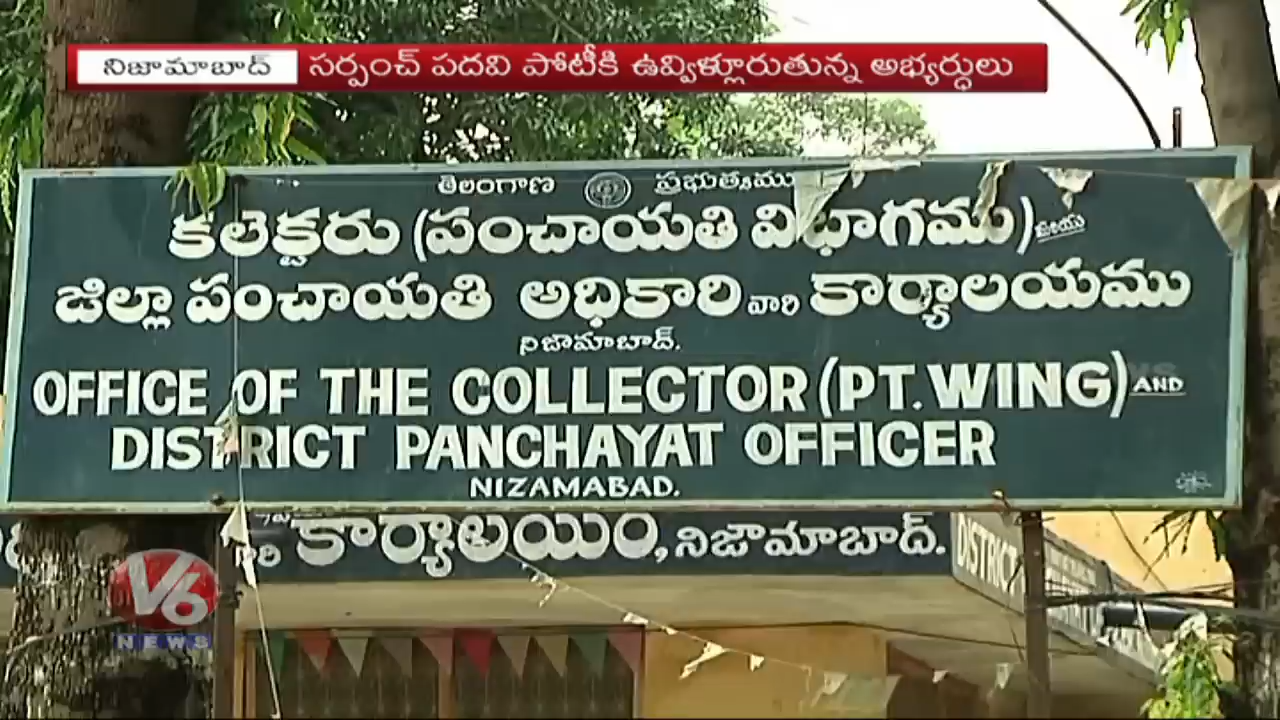 నిజామాబాద్ సర్పంచ్ పదవి పోటీకి ఉవ్విళ్లూరుతున్న అభ్యర్థులు
తెలంగాణ ప్రభుత్వము
కలెక్టరు (పంచాయతి విభాగము) మరియు
జిల్లా పంచాయతి అధికారి వారి కార్యాలయము
నిజామాబాద్.
OFFICE OF THE COLLECTOR (PT. WING) AND
DISTRICT PANCHAYAT OFFICER
NIZAMABAD.
కార్యాలయం, నిజామాబాద్.
DISTRICT
V6
NEWS